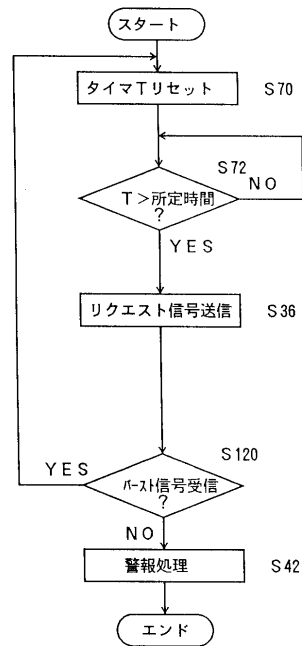 スタート
タイマTリセット S70
S72
T>所定時間 NO
?
YES
リクエスト信号送信 S36
S120
YES
バースト信号受信
?
NO
警報処理 S42
エンド